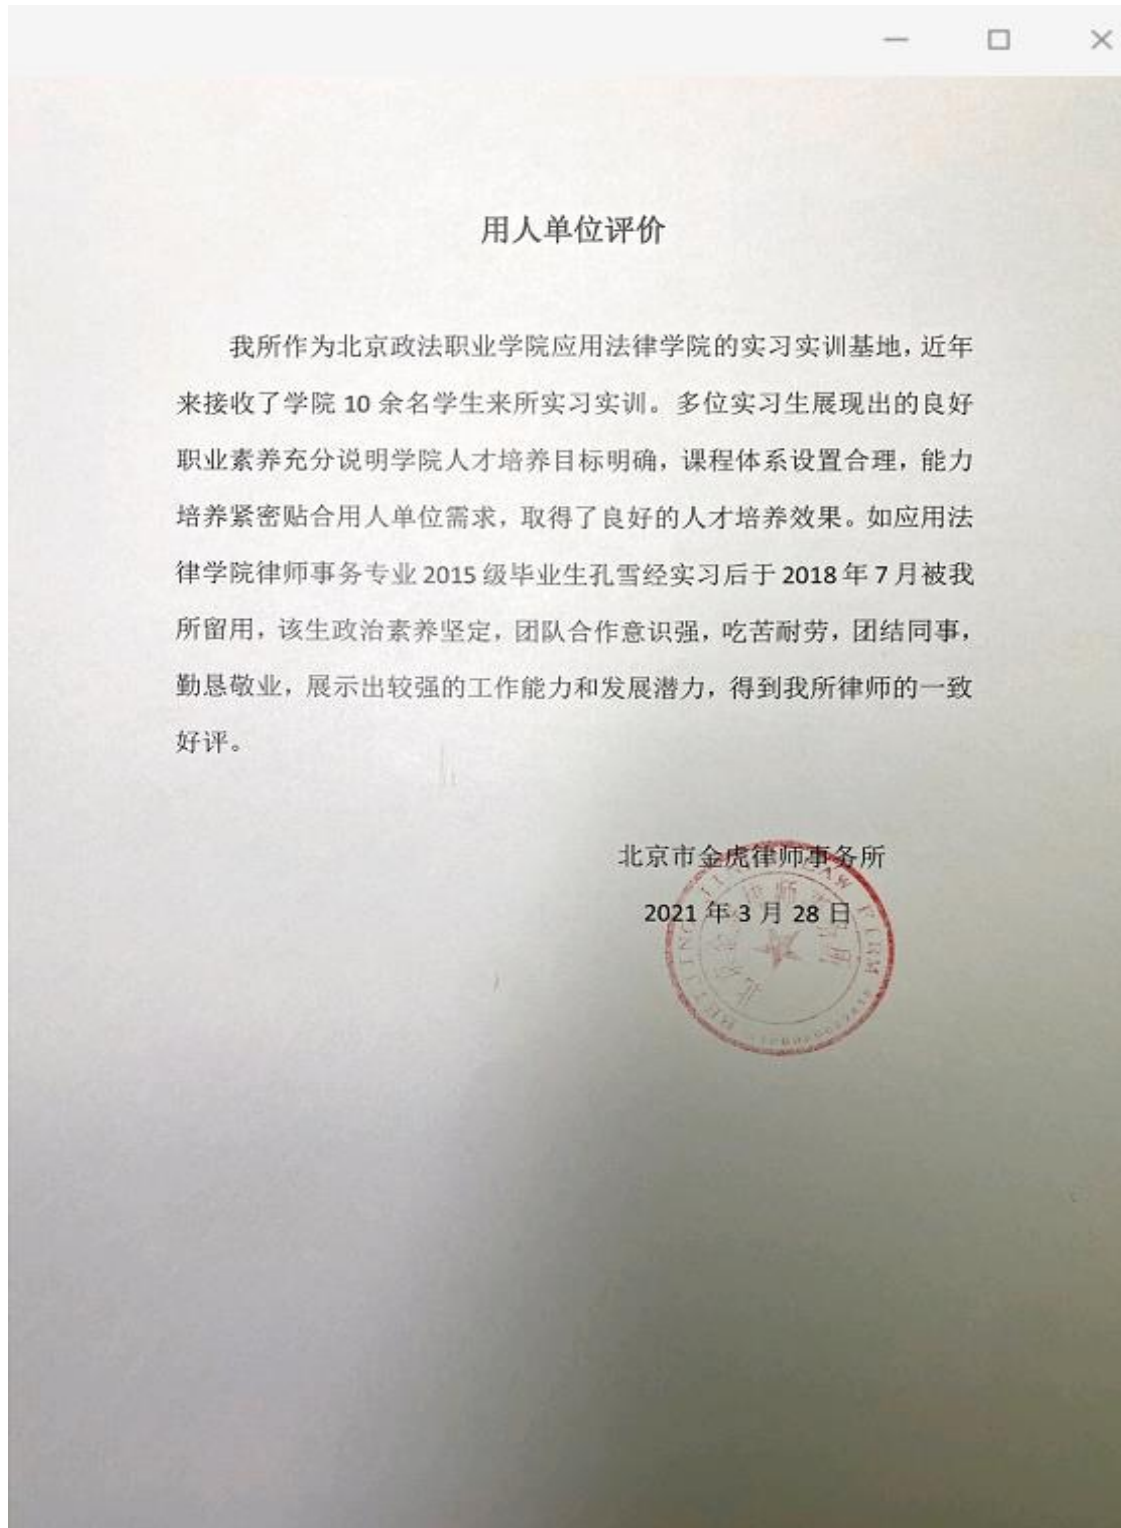 用人单位评价
我所作为北京政法职业学院应用法律学院的实习实训基地，近年
来接收了学院 10 余名学生来所实习实训。多位实习生展现出的良好
职业素养充分说明学院人才培养目标明确，课程体系设置合理，能力
培养紧密贴合用人单位需求，取得了良好的人才培养效果。如应用法
律学院律师事务专业 2015 级毕业生孔雪经实习后于 2018 年 7 月被我
所留用，该生政治素养坚定，团队合作意识强，吃苦耐劳，团结同事，
勤恳敬业，展示出较强的工作能力和发展潜力，得到我所律师的一致
好评。
北京市金虎律师事务所
2021 年 3 月 28 日
LAW FIRM